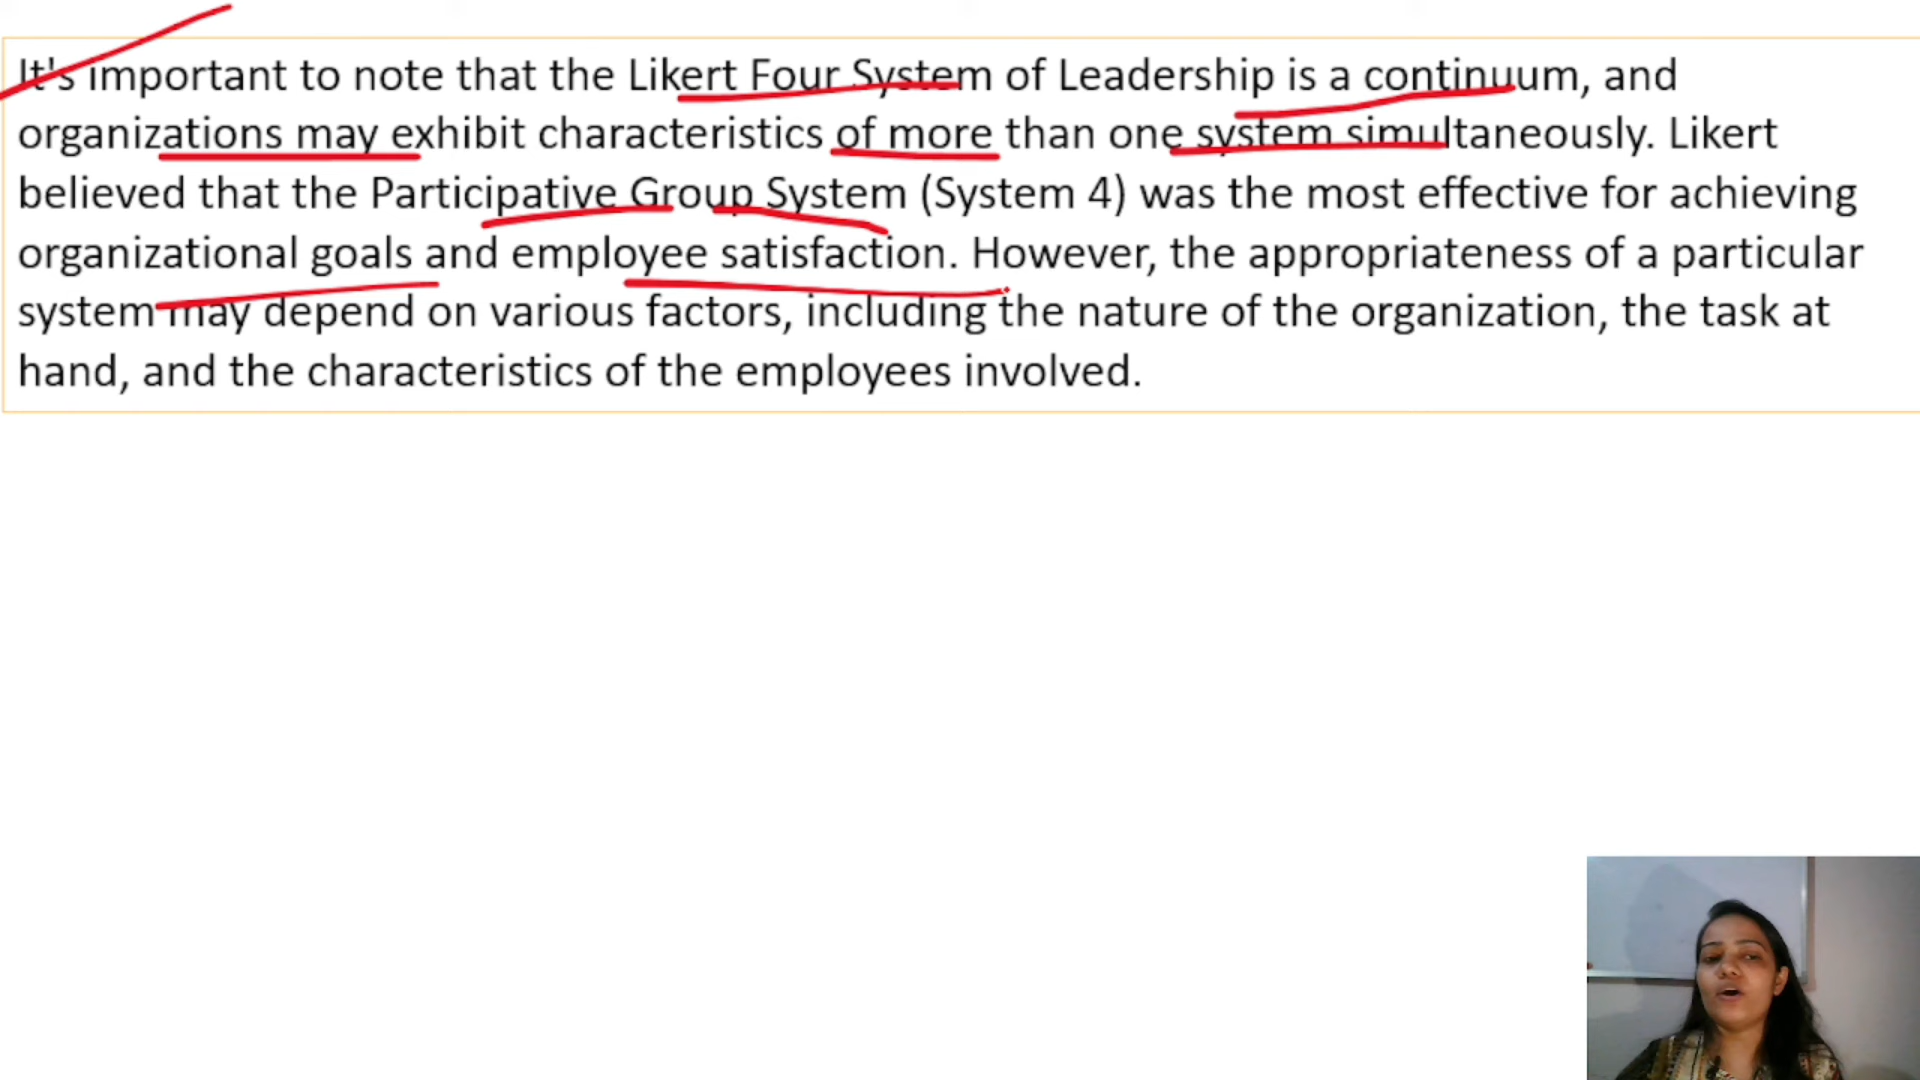 It's important to note that the Likert Four System of Leadership is a continuum, and
organizations may exhibit characteristics of more than one system simultaneously. Likert
believed that the Participative Group System (System 4) was the most effective for achieving
organizational goals and employee satisfaction. However, the appropriateness of a particular
system may depend on various factors, including the nature of the organization, the task at
hand, and the characteristics of the employees involved.